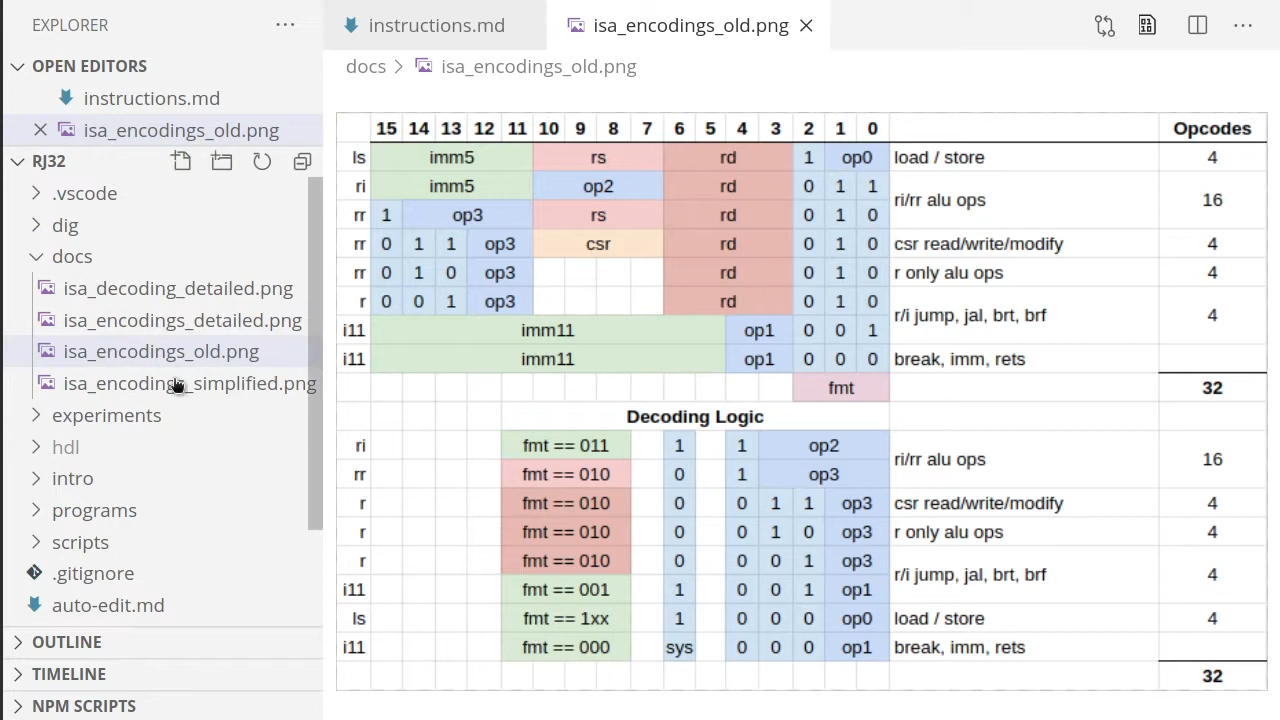 EXPLORER
OPEN EDITORS
instructions.md
isa_encodings_old.png
RJ32
.vscode
dig
docs
isa_decoding_detailed.png
isa_encodings_detailed.png
isa_encodings_old.png
isa_encodings_simplified.png
experiments
hdl
intro
programs
scripts
.gitignore
auto-edit.md
OUTLINE
TIMELINE
NPM SCRIPTS
instructions.md isa_encodings_old.png
docs > isa_encodings_old.png
15 14 13 12 11 10 9 8 7 6 5 4 3 2 1 0 Opcodes
ls imm5 rs rd 1 op0 load / store 4
ri imm5 op2 rd 0 1 1
ri/rr alu ops 16
rr 1 op3 rs rd 0 1 0
rr 0 1 1 op3 csr rd 0 1 0 csr read/write/modify 4
rr 0 1 0 op3 rd 0 1 0 r only alu ops 4
r 0 0 1 op3 rd 0 1 0
r/i jump, jal, brt, brf 4
i11 imm11 op1 0 0 1
i11 imm11 op1 0 0 0 break, imm, rets
fmt 32
Decoding Logic
ri fmt == 011 1 1 op2
ri/rr alu ops 16
rr fmt == 010 0 1 op3
r fmt == 010 0 0 1 1 op3 csr read/write/modify 4
r fmt == 010 0 0 1 0 op3 r only alu ops 4
r fmt == 010 0 0 0 1 op3
r/i jump, jal, brt, brf 4
i11 fmt == 001 1 0 0 1 op1
ls fmt == 1xx 1 0 0 0 op0 load / store 4
i11 fmt == 000 sys 0 0 0 op1 break, imm, rets
32